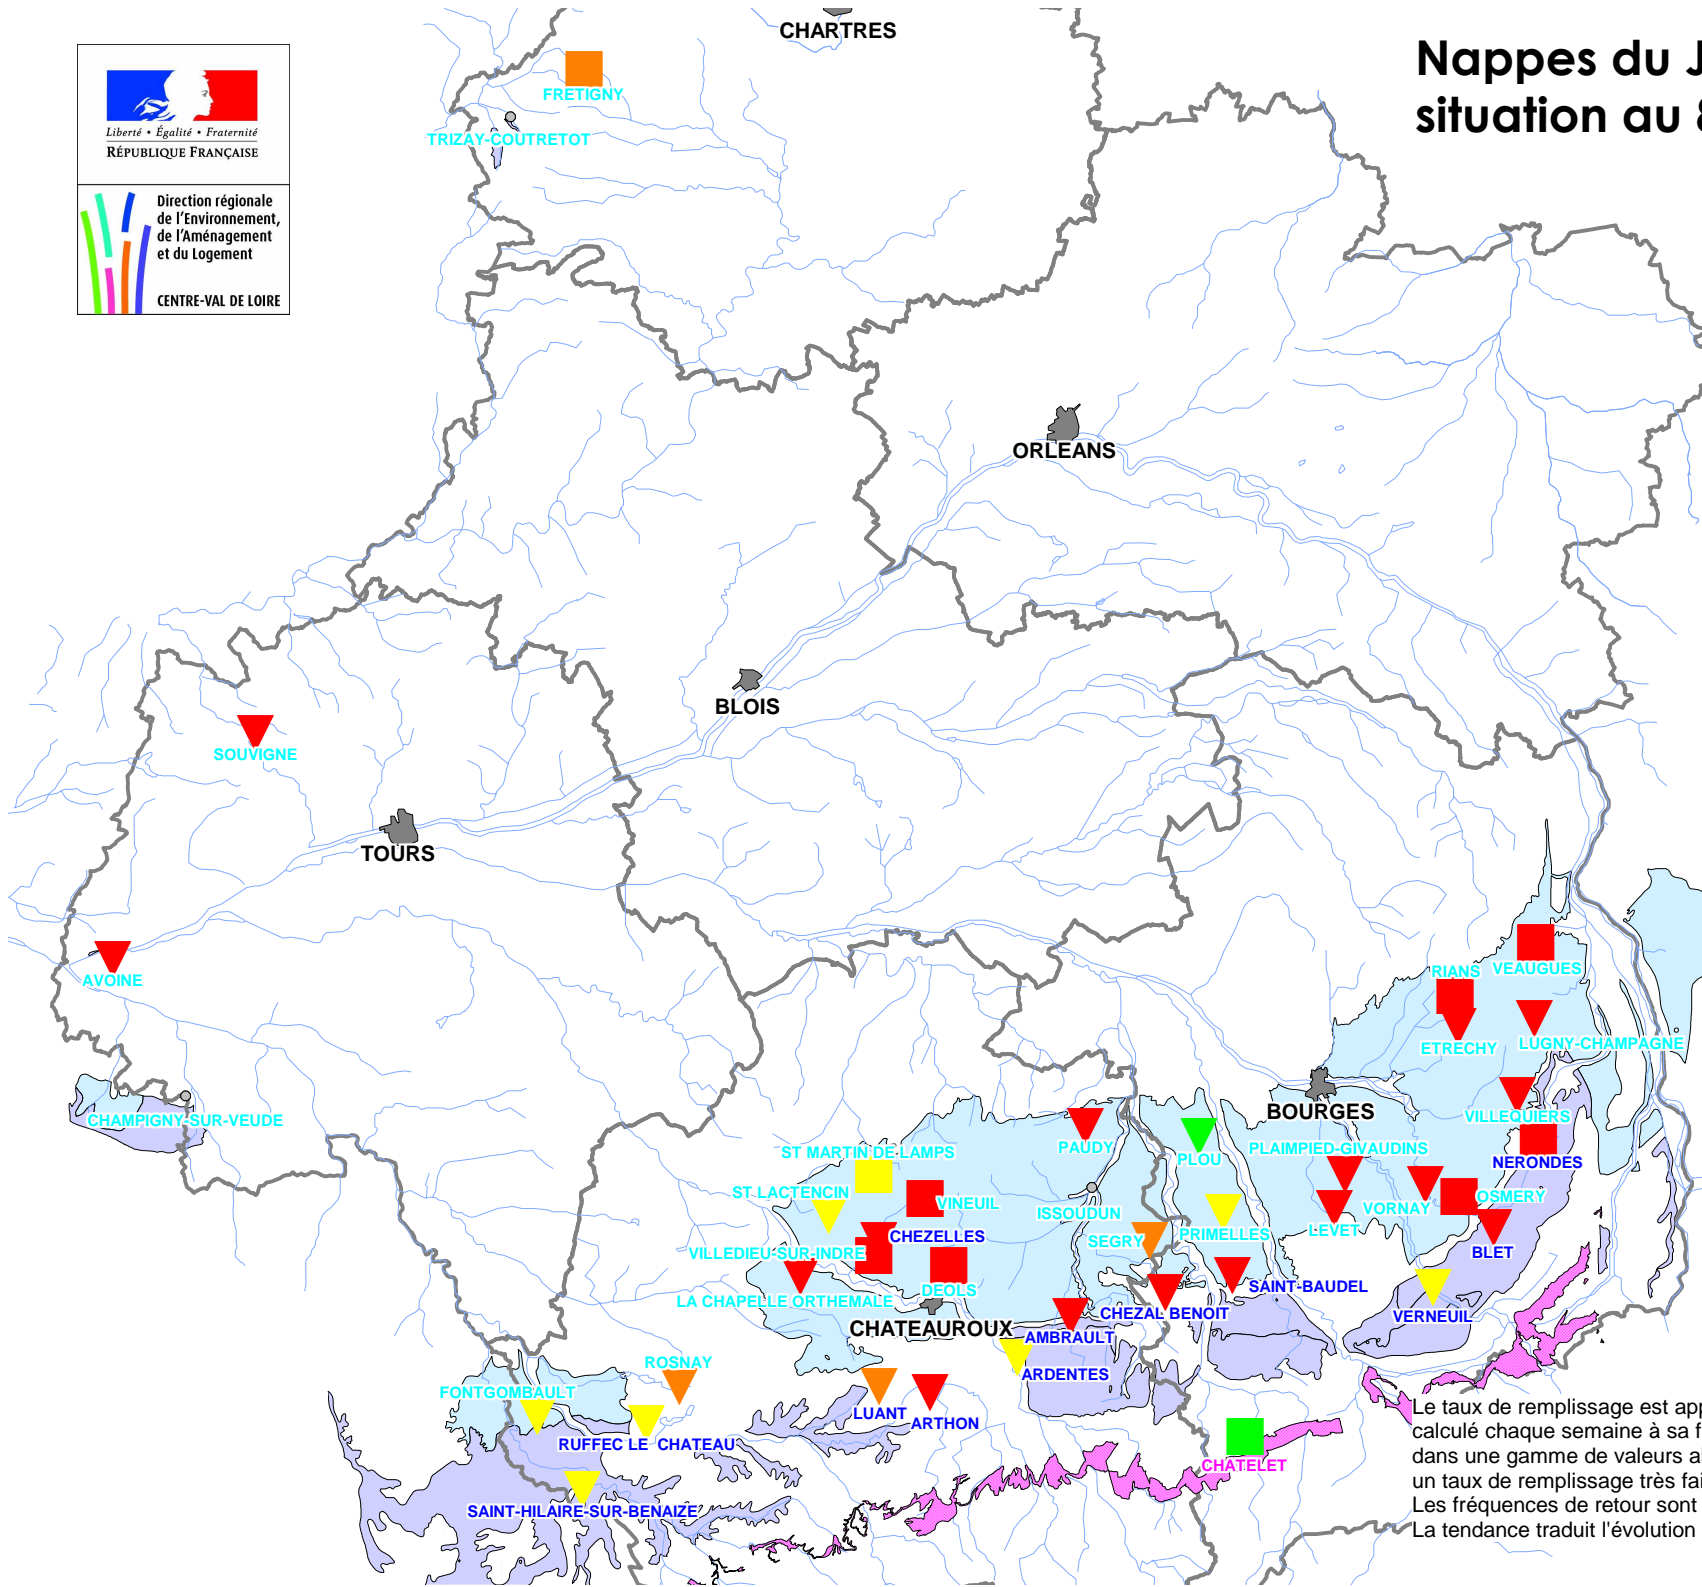 CHARTRES
Nappes du J
situation au
FRETIGNY
TRIZAY-COUTRETOT
Liberté • Égalité • Fraternité
RÉPUBLIQUE FRANÇAISE
Direction régionale
de l'Environnement,
de l'Aménagement
et du Logement
CENTRE-VAL DE LOIRE
ORLEANS
BLOIS
SOUVIGNE
TOURS
AVOINE
CHAMPIGNY-SUR-VEUDE
RIANS
VEAUGUES
ETRECHY
LUGNY-CHAMPAGNE
BOURGES
VILLEQUIERS
NERONDES
PAUDY
PLOU
PLAIMPIED-GIVAUDINS
ST MARTIN DE LAMPS
ST LACTENCIN
VINEUIL
ISSOUDUN
VORNAY
OSMERY
CHEZELLES
SEGRY
PRIMELLES
LEVET
BLET
VILLEDIEU-SUR-INDRE
DEOLS
LA CHAPELLE ORTHEMALE
CHEZAL BENOIT
SAINT-BAUDEL
VERNEUIL
CHATEAUROUX
AMBRAULT
ARDENTES
ROSNAY
FONTGOMBAULT
LUANT
ARTHON
RUFFEC LE CHATEAU
CHATELET
SAINT-HILAIRE-SUR-BENAIZE
Le taux de remplissage est
calculé chaque semaine à sa
dans une gamme de valeurs
un taux de remplissage très
Les fréquences de retour sont
La tendance traduit l'évolution